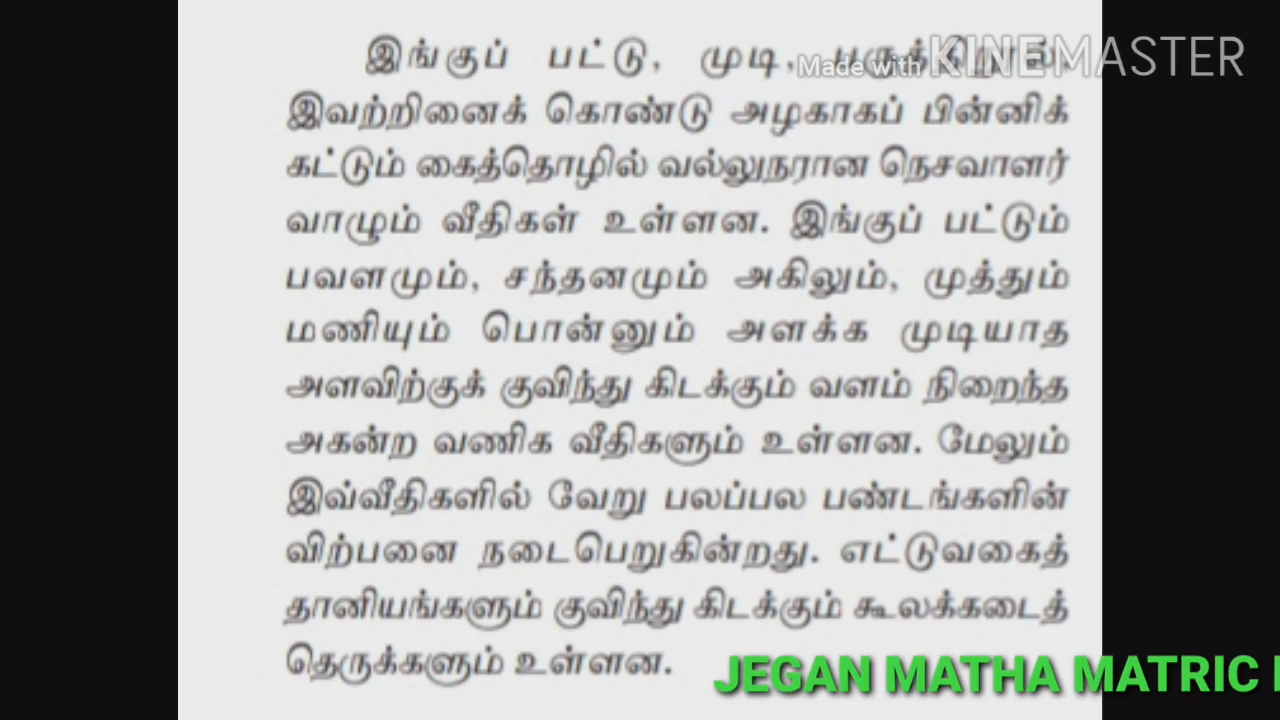 இங்குப் பட்டு, முடி, பருத்திநூல்,
Made with KINEMASTER
இவற்றினைக் கொண்டு அழகாகப் பின்னிக்
கட்டும் கைத்தொழில் வல்லுநரான நெசவாளர்
வாழும் வீதிகள் உள்ளன. இங்குப் பட்டும்
பவளமும், சந்தனமும் அகிலும், முத்தும்
மணியும் பொன்னும் அளக்க முடியாத
அளவிற்குக் குவிந்து கிடக்கும் வளம் நிறைந்த
அகன்ற வணிக வீதிகளும் உள்ளன. மேலும்
இவ்வீதிகளில் வேறு பலப்பல பண்டங்களின்
விற்பனை நடைபெறுகின்றது. எட்டுவகைத்
தானியங்களும் குவிந்து கிடக்கும் கூலக்கடைத்
தெருக்களும் உள்ளன.
JEGAN MATHA MATRIC